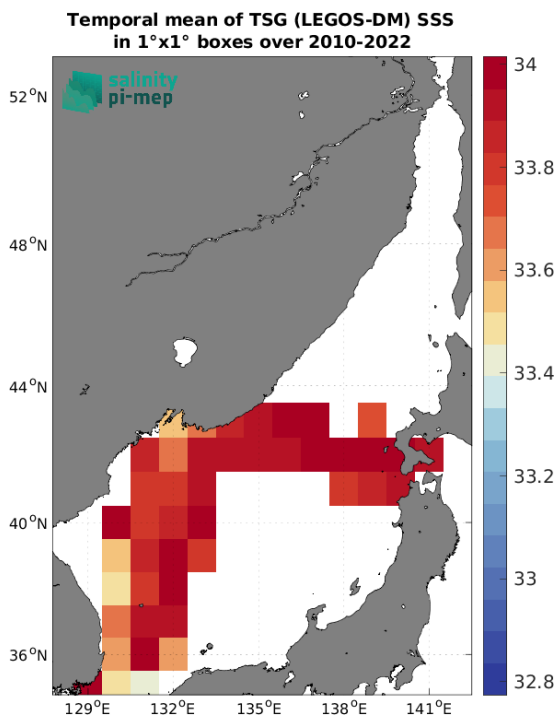 Temporal mean of TSG (LEGOS-DM) SSS
in 1°x1° boxes over 2010-2022
salinity
pi-mep
52°N
48°N
44°N
40°N
36°N
129°E
132°E
135°E
138°E
141°E
34
33.8
33.6
33.4
33.2
33
32.8